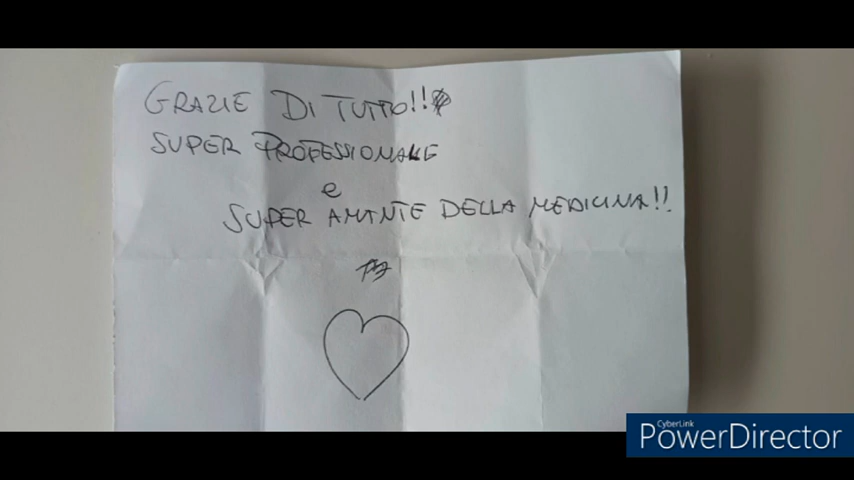 GRAZIE DI TUTTO!!
SUPER PROFESSIONALE
e
SUPER AMANTE DELLA MEDICINA!!
CyberLink
PowerDirector